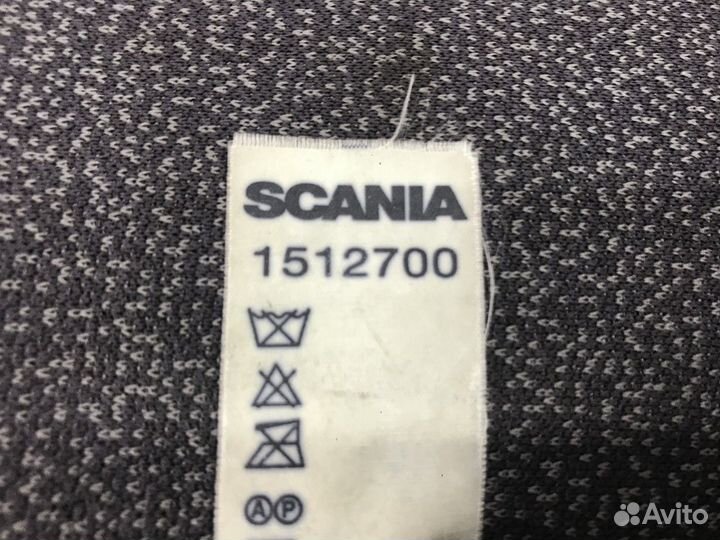 SCANIA
1512700
A P
Avito